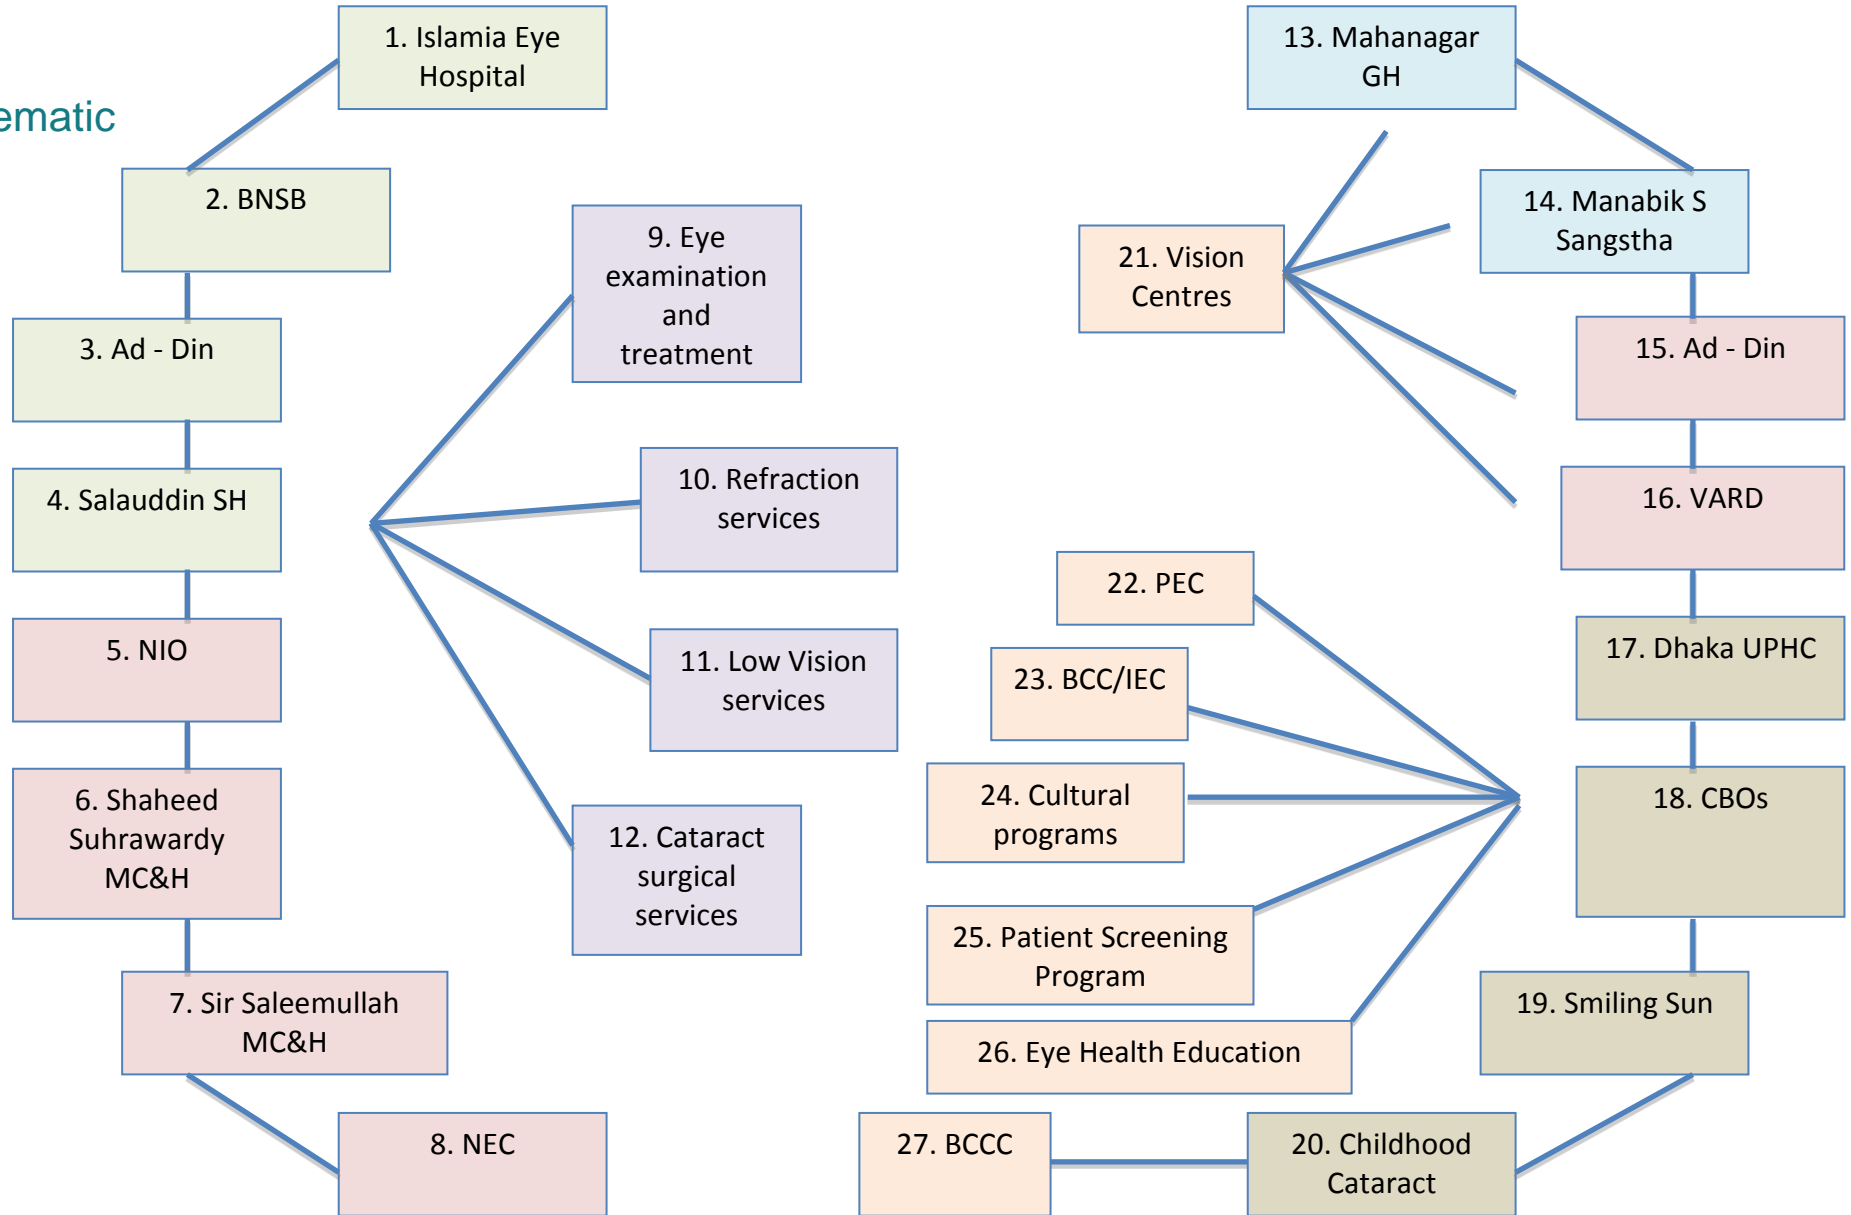 ematic
1. Islamia Eye
Hospital
2. BNSB
3. Ad - Din
4. Salauddin SH
5. NIO
6. Shaheed
Suhrawardy
MC&H
7. Sir Saleemullah
MC&H
8. NEC
9. Eye
examination
and
treatment
10. Refraction
services
11. Low Vision
services
12. Cataract
surgical
services
13. Mahanagar
GH
14. Manabik S
Sangstha
15. Ad - Din
16. VARD
17. Dhaka UPHC
18. CBOs
19. Smiling Sun
20. Childhood
Cataract
21. Vision
Centres
22. PEC
23. BCC/IEC
24. Cultural
programs
25. Patient Screening
Program
26. Eye Health Education
27. BCCC